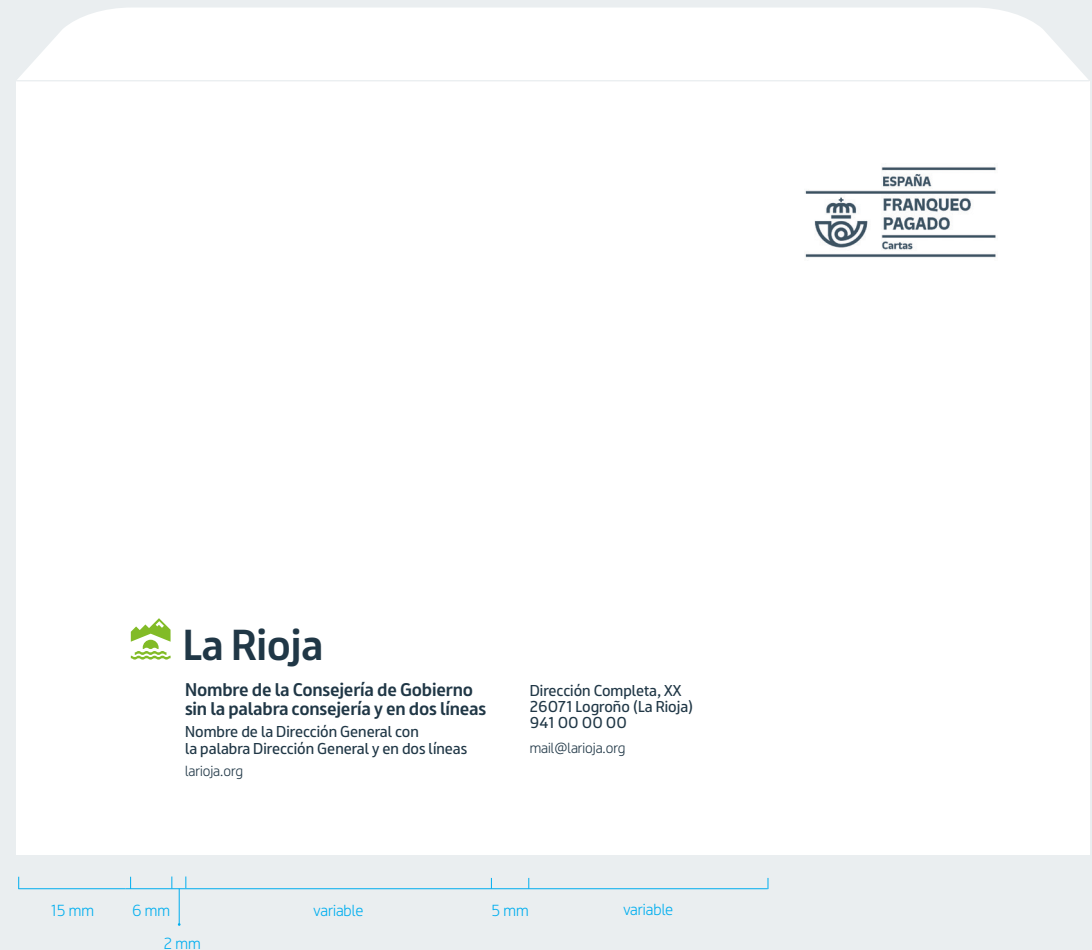 ESPAÑA
FRANQUEO
PAGADO
Cartas
La Rioja
Nombre de la Consejería de Gobierno
sin la palabra consejería y en dos líneas
Nombre de la Dirección General con
la palabra Dirección General y en dos líneas
larioja.org
Dirección Completa, XX
26071 Logroño (La Rioja)
941 00 00 00
mail@larioja.org
15 mm
6 mm
2 mm
variable
5 mm
variable